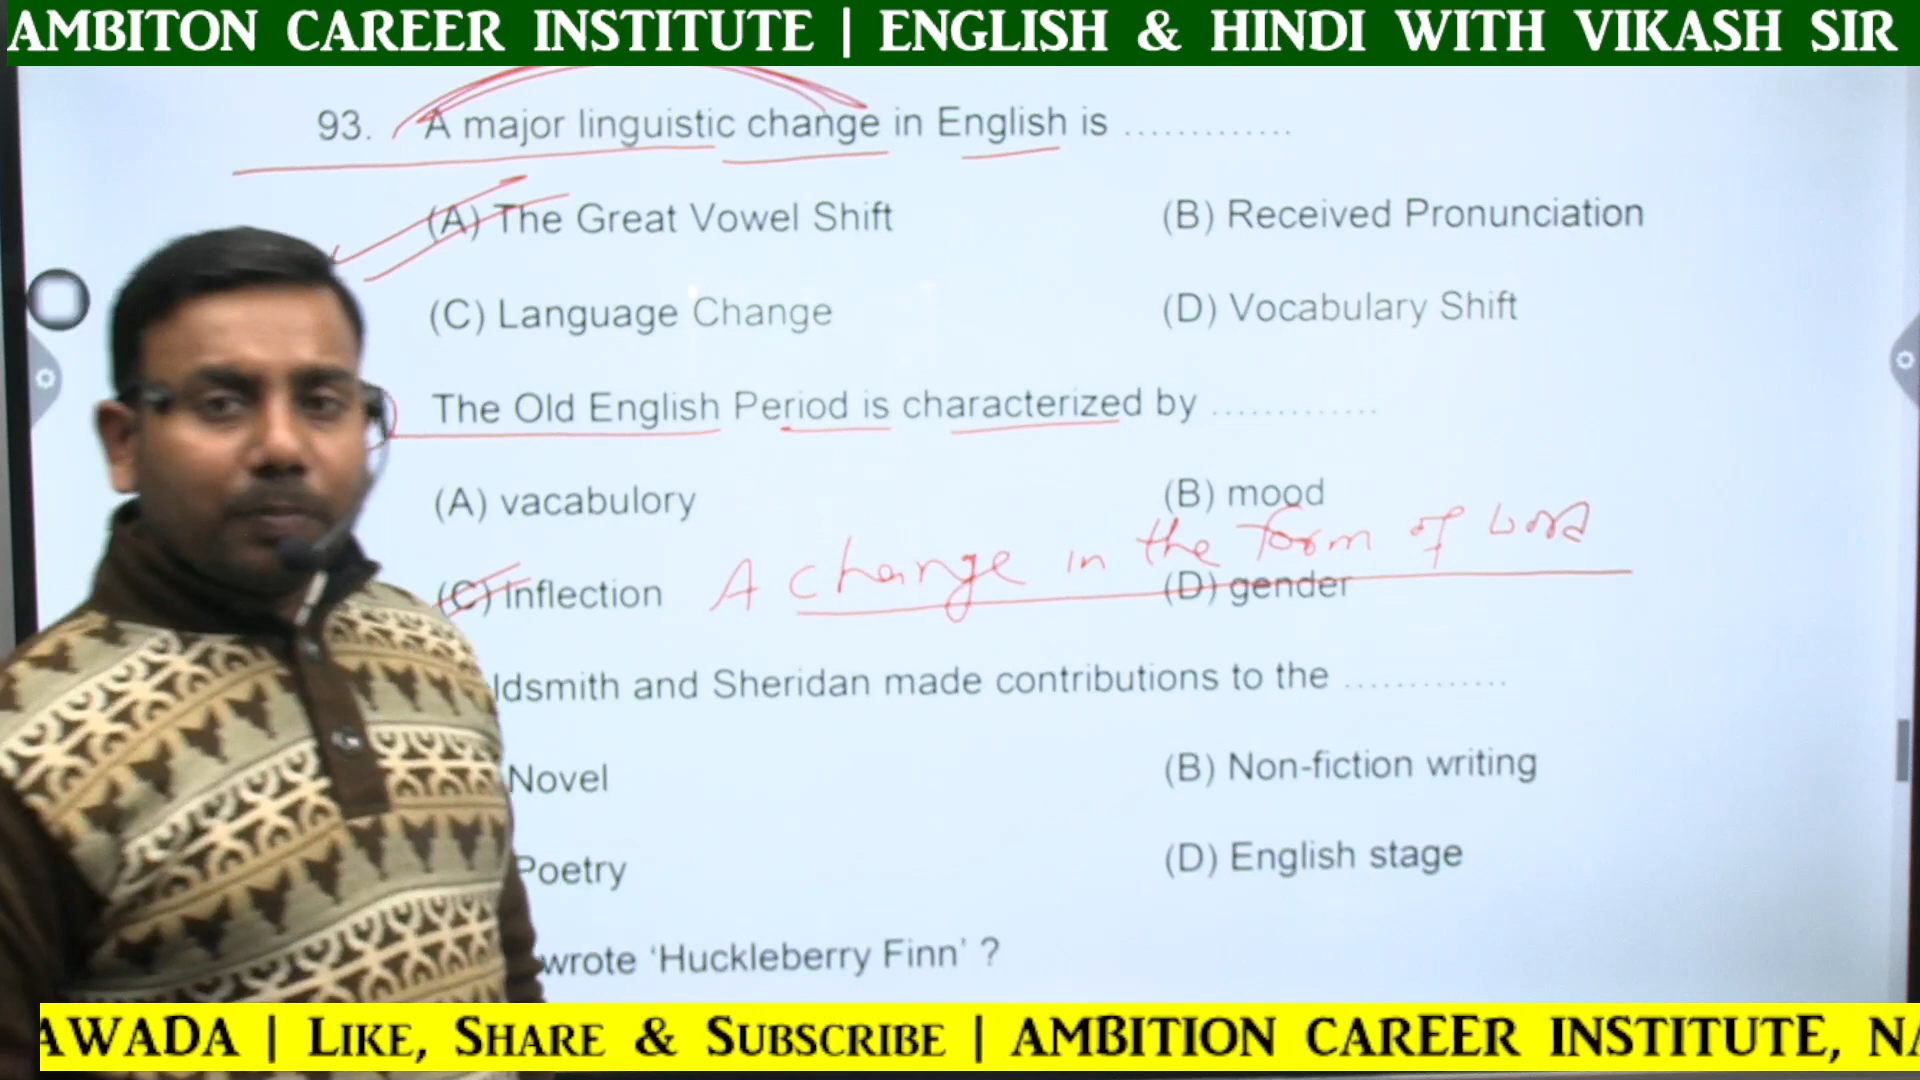 AMBITON CAREER INSTITUTE | ENGLISH & HINDI WITH VIKASH SIR
93. A major linguistic change in English is .............
(A) The Great Vowel Shift (B) Received Pronunciation
(C) Language Change (D) Vocabulary Shift
The Old English Period is characterized by .............
(A) vacabulory (B) mood
A change in the form of word
(C) Inflection (D) gender
ldsmith and Sheridan made contributions to the .............
Novel (B) Non-fiction writing
Poetry (D) English stage
wrote ‘Huckleberry Finn’ ?
AWADA | LIKE, SHARE & SUBSCRIBE | AMBITION CAREER INSTITUTE, NA